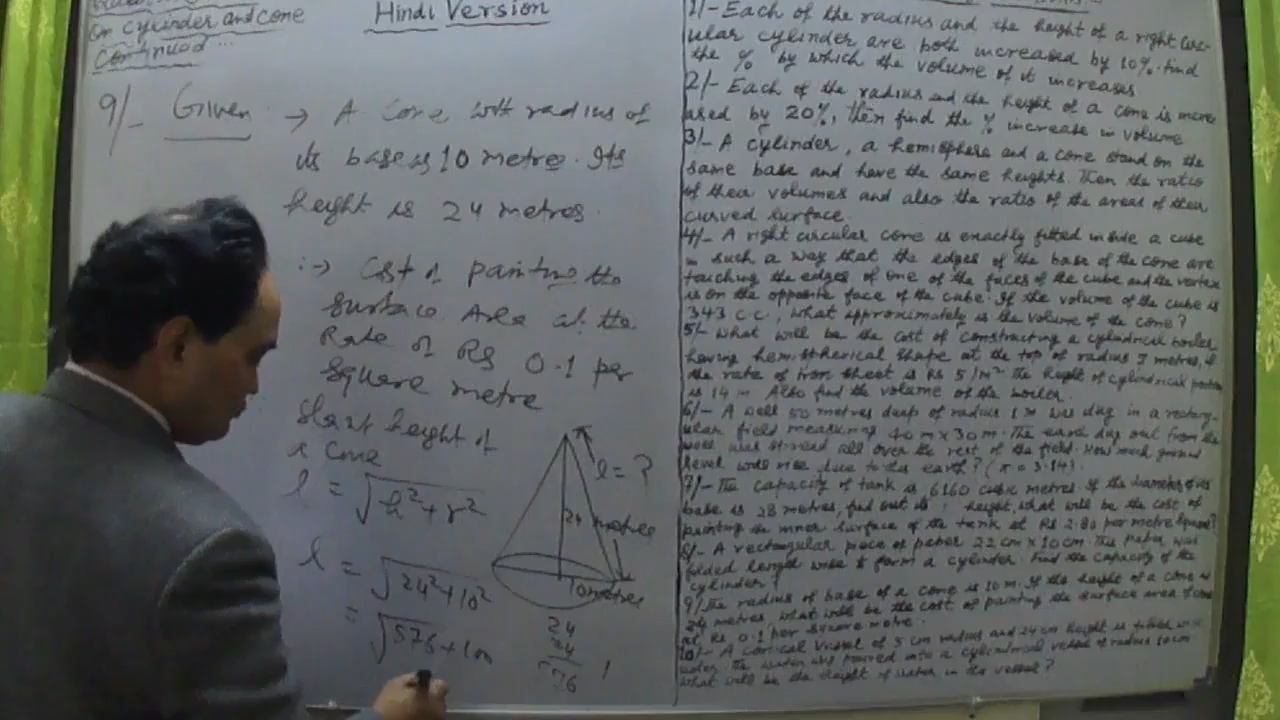 On cylinder and cone
Continued ...
Hindi Version
9/- Given → A cone with radius of
its base is 10 metre. Its
height is 24 metres.
:→ Cost of painting the
Surface Area at the
Rate of RS 0.1 per
Square metre
Slant height of
a Cone
l = √h²+r²
l = √24²+10²
= √576+100
l = ?
24 metre
10 metres
24
24
576
1/- Each of the radius and the height of a right circ-
ular cylinder are both increased by 10%. find
the % by which the volume of it increases
2/- Each of the radius and the height of a cone is incre
ased by 20%, then find the % increase in volume
3/- A cylinder, a hemisphere and a cone stand on the
same base and have the same heights. Then the ratio
of their volumes and also the ratio of the areas of their
curved surface.
4/- A right circular cone is exactly fitted inside a cube
in such a way that the edges of the base of the cone are
touching the edges of one of the faces of the cube and the vertex
is on the opposite face of the cube. If the volume of the cube is
343 C C, what approximately is the volume of the cone?
5/- What will be the cost of constructing a cylindrical boiler
having hemispherical shape at the top of radius 7 metres, if
the rate of iron sheet is RS 5/m² The height of cylindrical portion
is 14 m. Also find the volume of the boiler.
6/- A well 50 metres deep of radius 1 m was dug in a rectang-
ular field measuring 40 m x 30 m. The earth dug out from the
well was spread all over the rest of the field. How much ground
level will rise due to this earth? (π = 3.14)
7/- The capacity of tank is 6160 cubic metres. If the diameter of its
base is 28 metres, find out its height, what will be the cost of
painting the inner surface of the tank at RS 2.80 per metre square?
8/- A rectangular piece of paper 22 cm x 10 cm. The paper was
folded length wise to form a cylinder. Find the capacity of the
cylinder?
9/ The radius of base of a cone is 10 m. If the height of a cone is
24 metres, what will be the cost of painting the surface area of cone
at Rs 0.1 per square metre.
10/- A conical vessel of 5 cm radius and 24 cm height is filled with
water. The water was poured into a cylindrical vessel of radius 10 cm
What will be the height of water in the vessel?